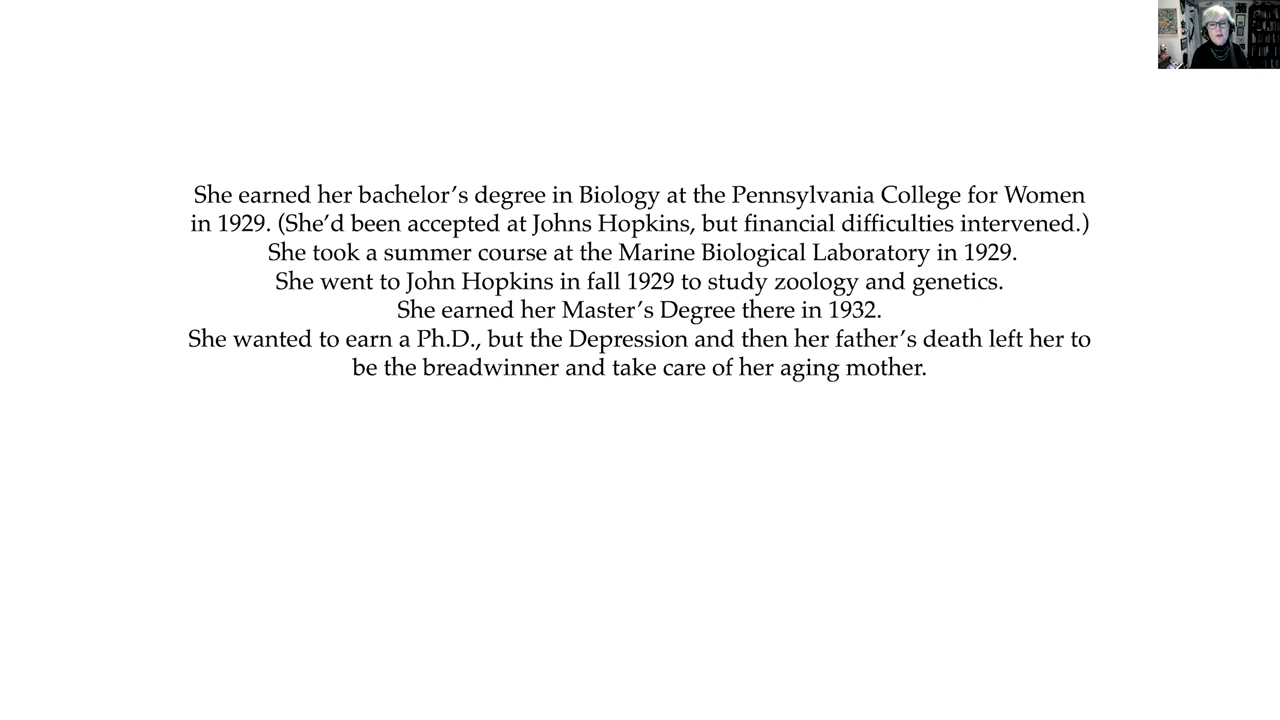 She earned her bachelor’s degree in Biology at the Pennsylvania College for Women
in 1929. (She’d been accepted at Johns Hopkins, but financial difficulties intervened.)
She took a summer course at the Marine Biological Laboratory in 1929.
She went to John Hopkins in fall 1929 to study zoology and genetics.
She earned her Master’s Degree there in 1932.
She wanted to earn a Ph.D., but the Depression and then her father’s death left her to
be the breadwinner and take care of her aging mother.